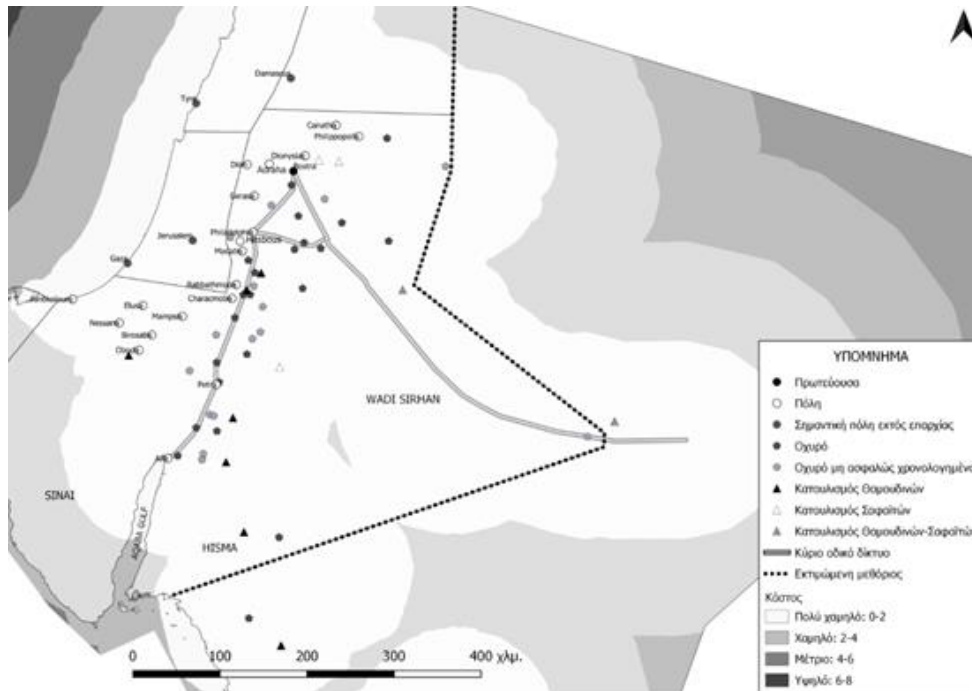 Damascus
Tyre
Canatha
Philippopolis
Dionysias
Dion
Adraha
Bostra
Gerasa
Philadelphia
Jerusalem
Gaza
Rabbathmoba
Characmoba
Elusa
Mampsis
Nessana
Oboda
Petra
WADI SIRHAN
SINAI
AQABA GULF
HISMA
0 100 200 300 400 χλμ.
ΥΠΟΜΝΗΜΑ
Πρωτεύουσα
Πόλη
Σημαντική πόλη εκτός επαρχίας
Οχυρό
Οχυρό μη ασφαλώς χρονολογημένο
Κατουλισμός Θαμουδινών
Κατουλισμός Σαφαϊτών
Κατουλισμός Θαμουδινών-Σαφαϊτών
Κύριο οδικό δίκτυο
Εκτιμώμενη μεθόριος
Κόστος
Πολύ χαμηλό: 0-2
Χαμηλό: 2-4
Μέτριο: 4-6
Υψηλό: 6-8